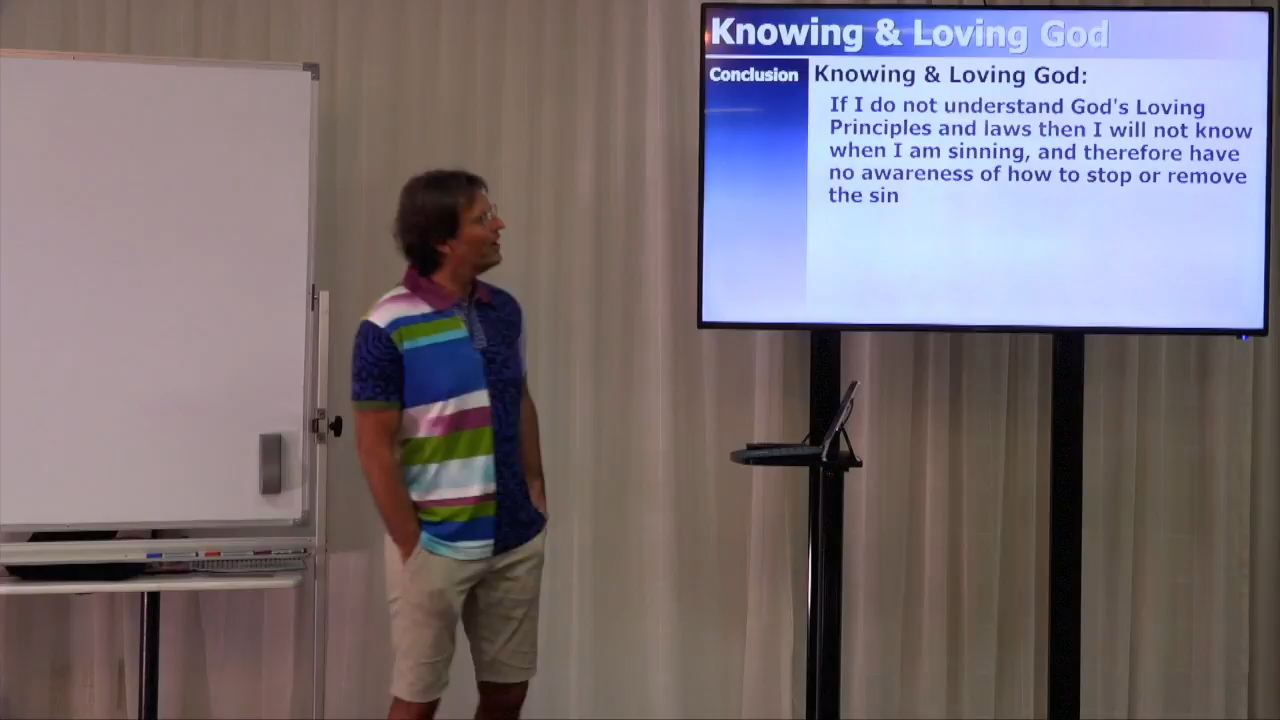 Knowing & Loving God
Conclusion
Knowing & Loving God:
If I do not understand God's Loving
Principles and laws then I will not know
when I am sinning, and therefore have
no awareness of how to stop or remove
the sin